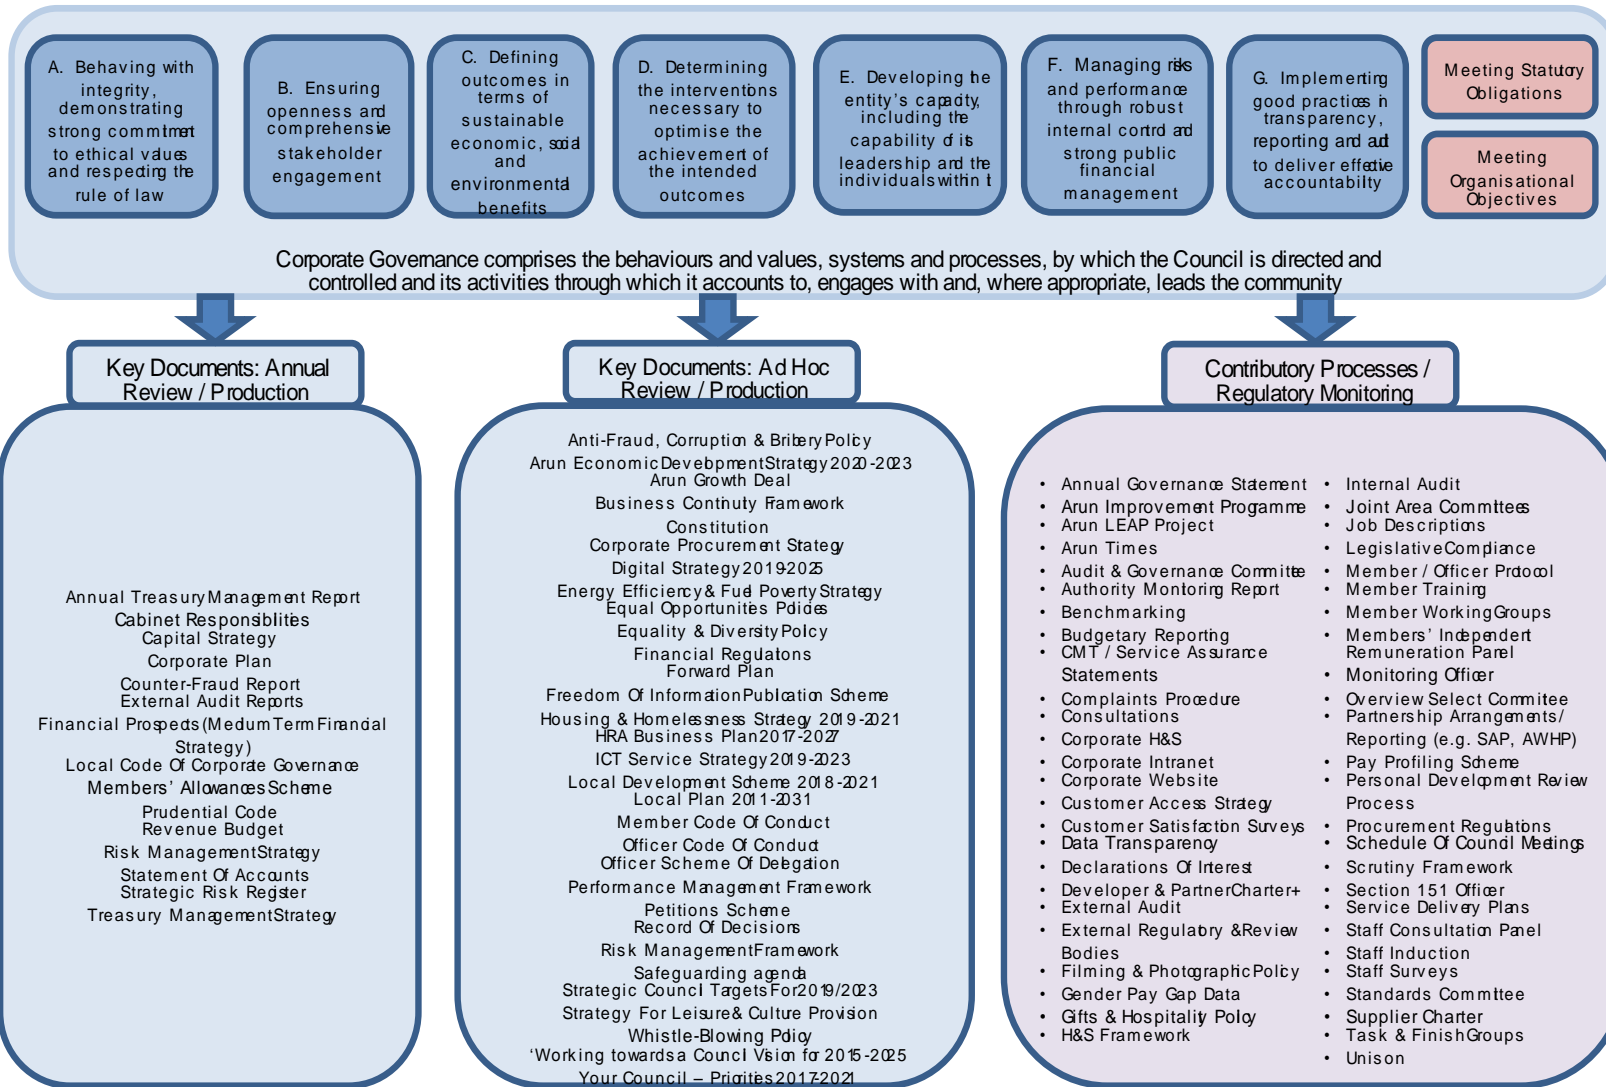 A. Behaving with
integrity,
demonstrating
strong commitment
to ethical values
and respecting the
rule of law
B. Ensuring
openness and
comprehensive
stakeholder
engagement
C. Defining
outcomes in
terms of
sustainable
economic, social
and
environmental
benefits
D. Determining
the interventions
necessary to
optimise the
achievement of
the intended
outcomes
E. Developing the
entity's capacity,
including the
capability of its
leadership and the
individuals within it
F. Managing risks
and performance
through robust
internal control and
strong public
financial
management
G. Implementing
good practices in
transparency,
reporting and audit
to deliver effective
accountability
Meeting Statutory
Obligations
Meeting
Organisational
Objectives
Corporate Governance comprises the behaviours and values, systems and processes, by which the Council is directed and
controlled and its activities through which it accounts to, engages with and, where appropriate, leads the community
Key Documents: Annual
Review / Production
Annual Treasury Management Report
Cabinet Responsiblities
Capital Strategy
Corporate Plan
Counter-Fraud Report
External Audit Reports
Financial Prospects (Medium Term Financial
Strategy)
Local Code Of Corporate Governance
Members' Allowances Scheme
Prudential Code
Revenue Budget
Risk Management Strategy
Statement Of Accounts
Strategic Risk Register
Treasury Management Strategy
Key Documents: Ad Hoc
Review / Production
Anti-Fraud, Corruption & Bribery Policy
Arun Economic Development Strategy 2020-2023
Arun Growth Deal
Business Continuity Framework
Constitution
Corporate Procurement Strategy
Digital Strategy 2019-2025
Energy Efficiency & Fuel Poverty Strategy
Equal Opportunities Policies
Equality & Diversity Policy
Financial Regulations
Forward Plan
Freedom Of Information Publication Scheme
Housing & Homelessness Strategy 2019-2021
HRA Business Plan 2017-2027
ICT Service Strategy 2019-2023
Local Development Scheme 2018-2021
Local Plan 2011-2031
Member Code Of Conduct
Officer Code Of Conduct
Officer Scheme Of Delegation
Performance Management Framework
Petitions Scheme
Record Of Decisions
Risk Management Framework
Safeguarding agenda
Strategic Council Targets For 2019/2023
Strategy For Leisure & Culture Provision
Whistle-Blowing Policy
'Working towards a Council Vision for 2015-2025
Your Council – Priorities 2017-2021
Contributory Processes /
Regulatory Monitoring
• Annual Governance Statement
• Arun Improvement Programme
• Arun LEAP Project
• Arun Times
• Audit & Governance Committee
• Authority Monitoring Report
• Benchmarking
• Budgetary Reporting
• CMT / Service Assurance
Statements
• Complaints Procedure
• Consultations
• Corporate H&S
• Corporate Intranet
• Corporate Website
• Customer Access Strategy
• Customer Satisfaction Surveys
• Data Transparency
• Declarations Of Interest
• Developer & Partner Charter+
• External Audit
• External Regulatory & Review
Bodies
• Filming & Photographic Policy
• Gender Pay Gap Data
• Gifts & Hospitality Policy
• H&S Framework
• Internal Audit
• Joint Area Committees
• Job Descriptions
• Legislative Compliance
• Member / Officer Protocol
• Member Training
• Member Working Groups
• Members' Independent
Remuneration Panel
• Monitoring Officer
• Overview Select Committee
• Partnership Arrangements /
Reporting (e.g. SAP, AWHP)
• Pay Profiling Scheme
• Personal Development Review
Process
• Procurement Regulations
• Schedule Of Council Meetings
• Scrutiny Framework
• Section 151 Officer
• Service Delivery Plans
• Staff Consultation Panel
• Staff Induction
• Staff Surveys
• Standards Committee
• Supplier Charter
• Task & Finish Groups
• Unison